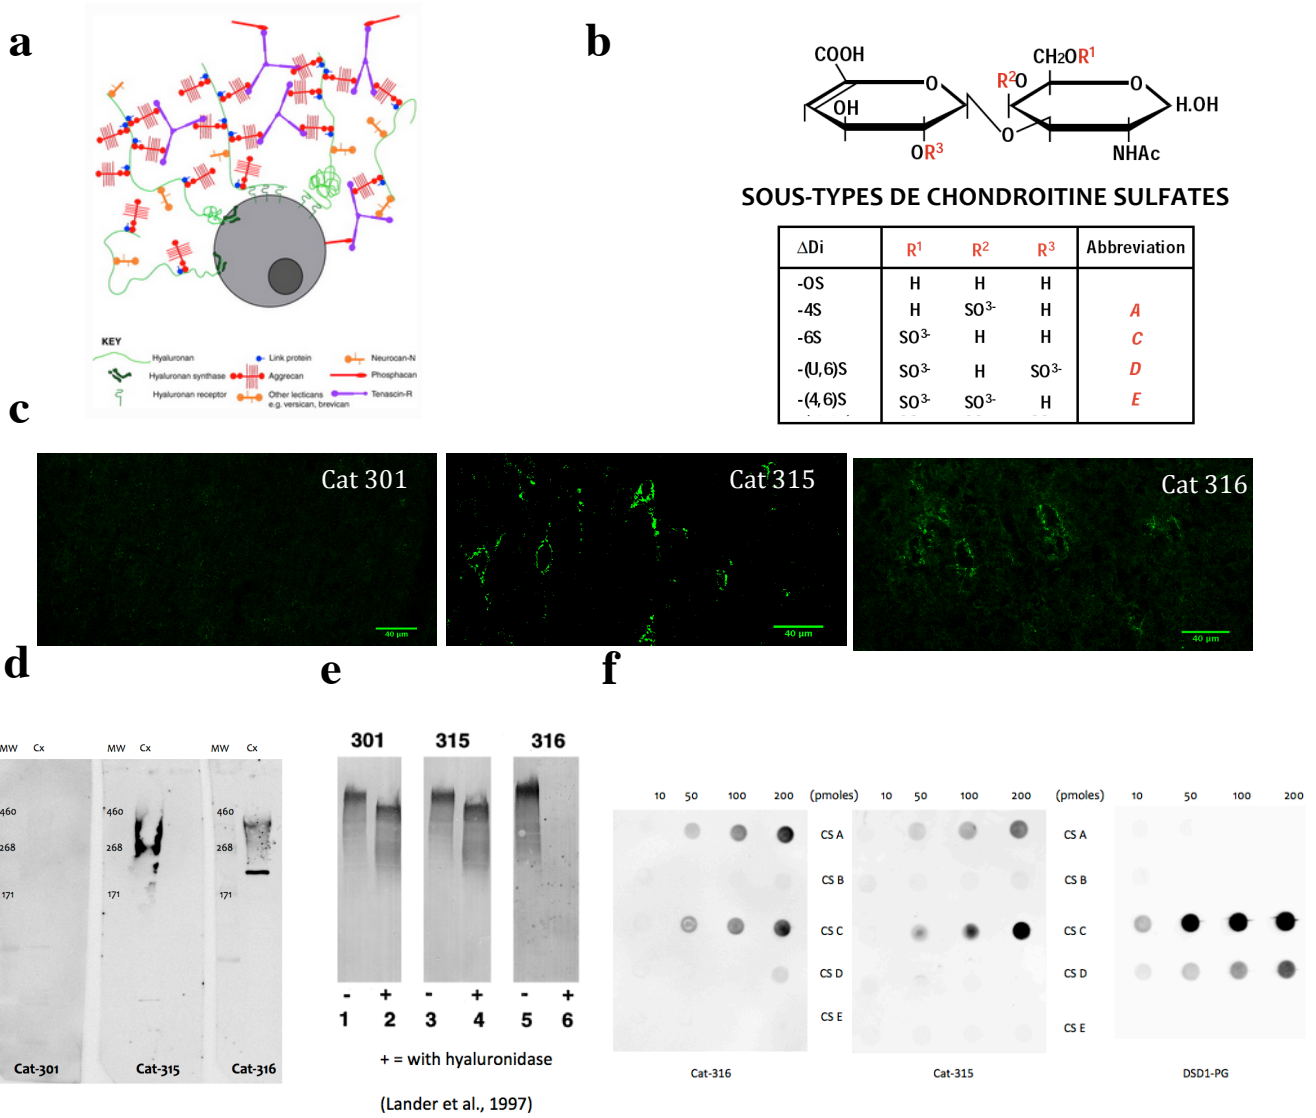 a
KEY
Hyaluronan
Link protein
Neurocan-N
Hyaluronan synthase
Aggrecan
Phosphacan
Hyaluronan receptor
Other lecticans
e.g. versican, brevican
Tenascin-R
b
COOH
O
OH
OR¹
OR³
CH₂OR¹
R²O
O
O
H.OH
NHAc
SOUS-TYPES DE CHONDROITINE SULFATES
ΔDi R¹ R² R³ Abbreviation
-0S H H H
-4S H SO³⁻ H A
-6S SO³⁻ H H C
-(U,6)S SO³⁻ H SO³⁻ D
-(4,6)S SO³⁻ SO³⁻ H E
c
Cat 301
40 µm
Cat 315
40 µm
Cat 316
40 µm
d
MW Cx MW Cx MW Cx
460 460 460
268 268 268
171 171 171
Cat-301 Cat-315 Cat-316
e
301 315 316
- + - + - +
1 2 3 4 5 6
+ = with hyaluronidase
(Lander et al., 1997)
f
10 50 100 200 (pmoles) 10 50 100 200 (pmoles) 10 50 100 200
CS A CS A
CS B CS B
CS C CS C
CS D CS D
CS E CS E
Cat-316 Cat-315 DSD1-PG